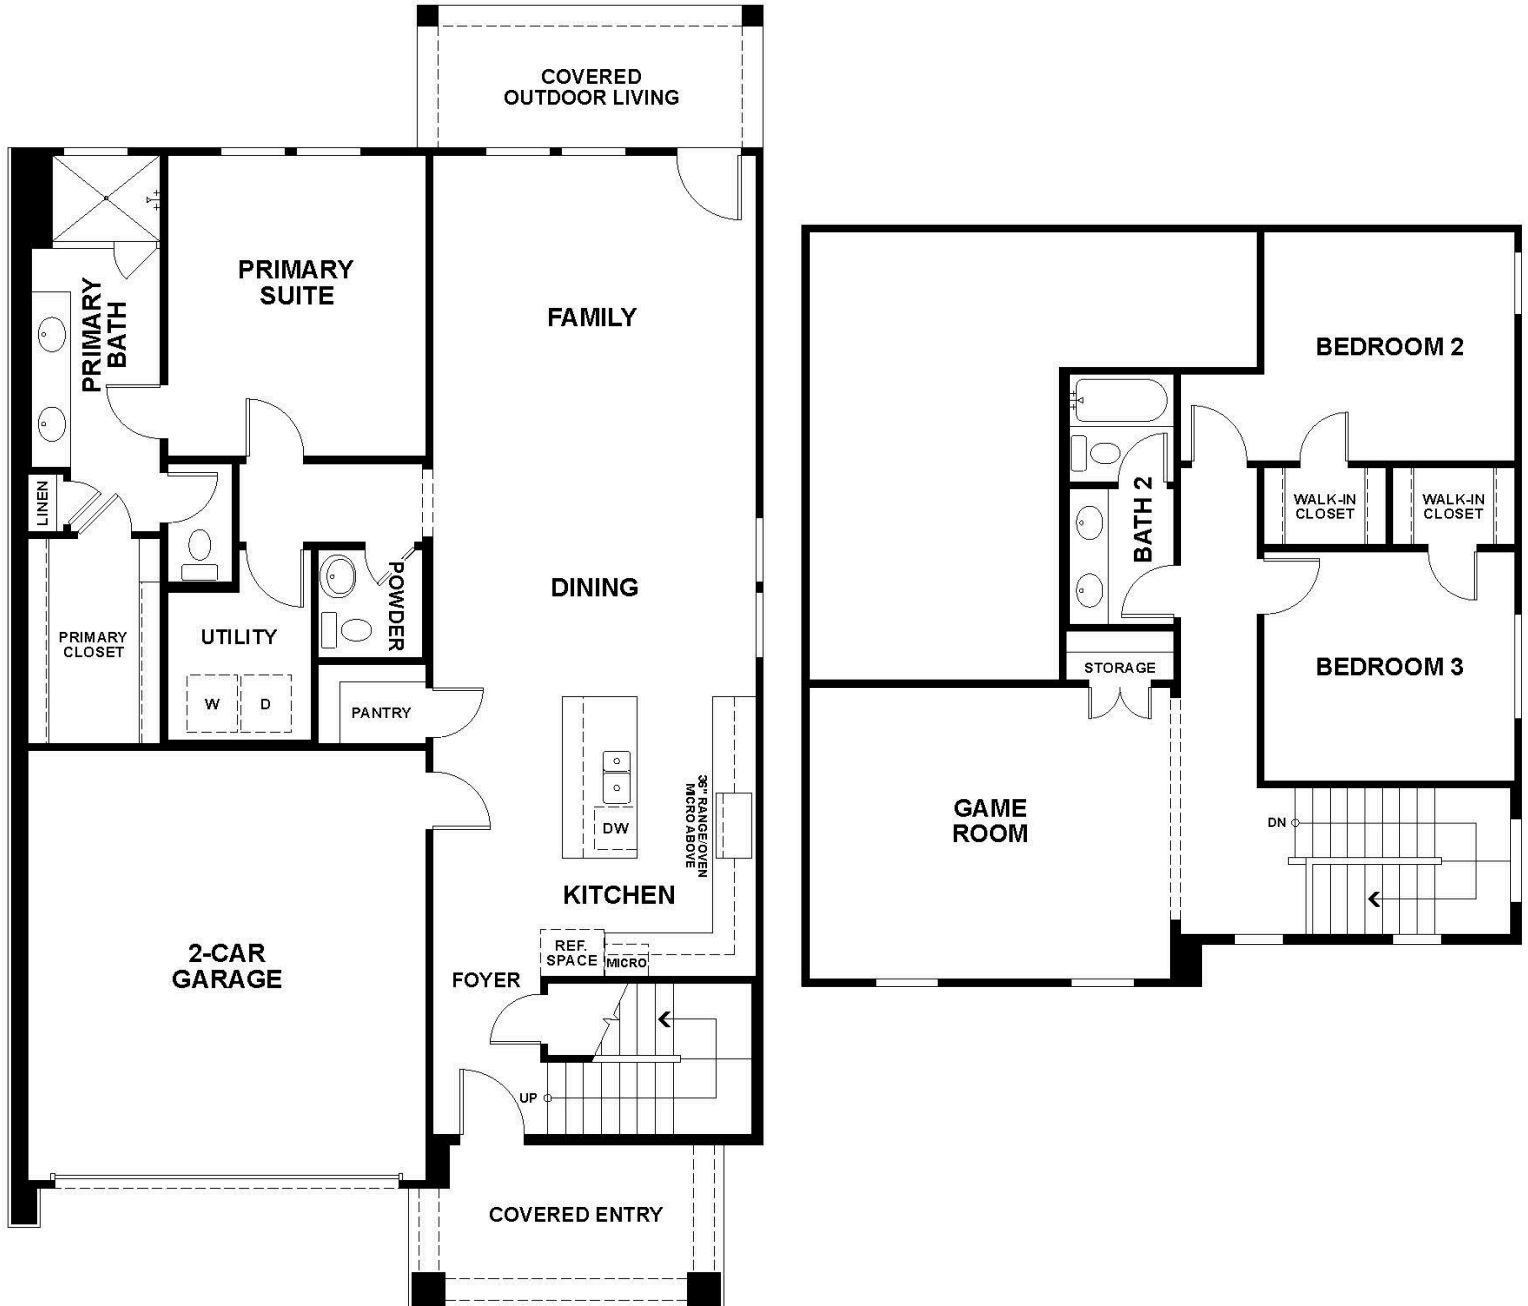 COVERED
OUTDOOR LIVING
PRIMARY
SUITE
PRIMARY
BATH
FAMILY
LINEN
DINING
POWDER
UTILITY
PRIMARY
CLOSET
W
D
PANTRY
36" RANGE/OVEN
MICRO ABOVE
DW
KITCHEN
2-CAR
GARAGE
REF.
SPACE
MICRO
FOYER
UP
COVERED ENTRY
BEDROOM 2
WALK-IN
CLOSET
WALK-IN
CLOSET
BATH 2
STORAGE
BEDROOM 3
GAME
ROOM
DN